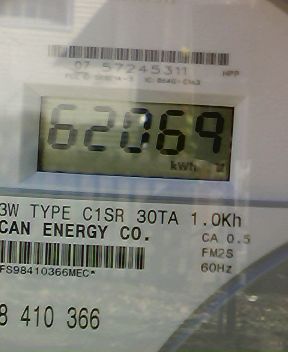 07 57245311 HPP
62069
kWh
3W TYPE C1SR 30TA 1.0Kh
CAN ENERGY CO.
CA 0.5
FM2S
60Hz
FS98410366MEC*
8 410 366